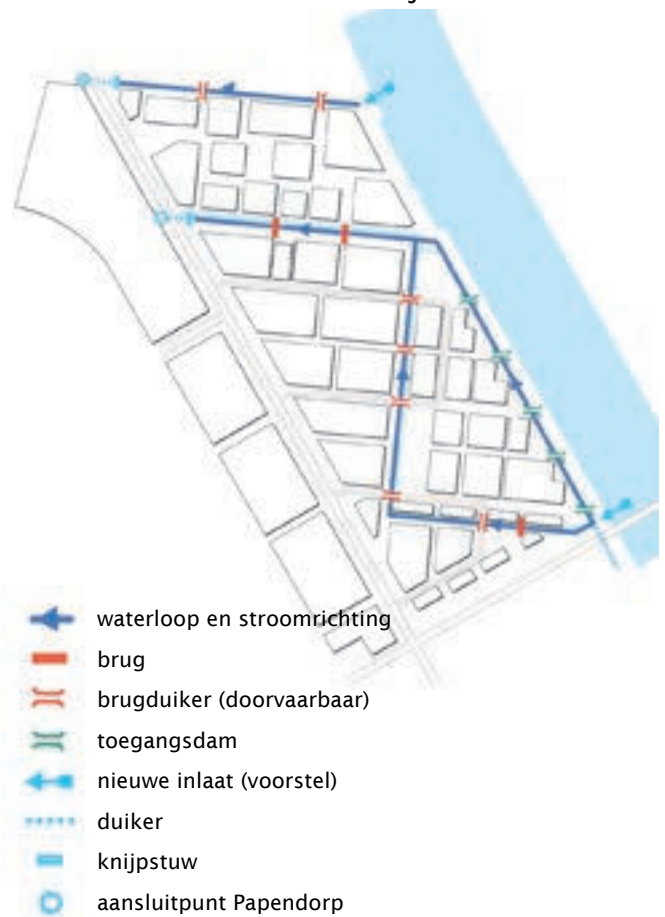 waterloop en stroomrichting
brug
brugduiker (doorvaarbaar)
toegangsdam
nieuwe inlaat (voorstel)
duiker
knijpstuw
aansluitpunt Papendorp